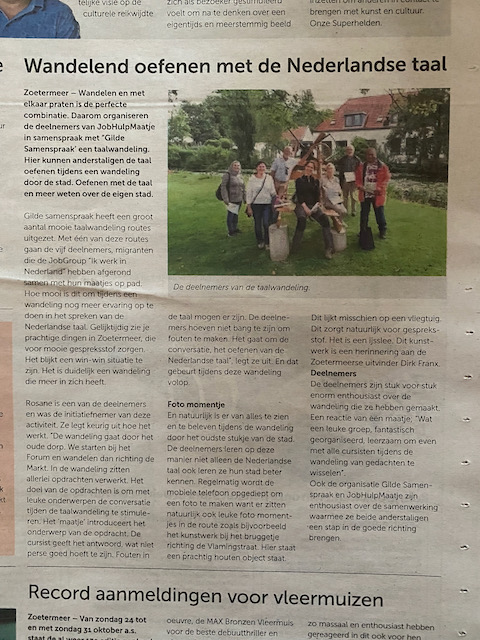 telijke visie op de
culturele reikwijdte
zich als bezoeker gestimuleerd
voelt om na te denken over een
eigentijds en meerstemmig beeld
brengen met kunst en cultuur.
Onze Superhelden.
Wandelend oefenen met de Nederlandse taal
Zoetermeer – Wandelen en met
elkaar praten is de perfecte
combinatie. Daarom organiseren
de deelnemers van JobHulpMaatje
in samenspraak met "Gilde
Samenspraak' een taalwandeling.
Hier kunnen anderstaligen de taal
oefenen tijdens een wandeling
door de stad. Oefenen met de taal
en meer weten over de eigen stad.
Gilde samenspraak heeft een groot
aantal mooie taalwandeling routes
uitgezet. Met één van deze routes
gaan de vijf deelnemers, migranten
die de JobGroup "Ik werk in
Nederland" hebben afgerond
samen met hun maatjes op pad.
Hoe mooi is dit om tijdens een
wandeling nog meer ervaring op te
doen in het spreken van de
Nederlandse taal. Gelijktijdig zie je
prachtige dingen in Zoetermeer, die
voor mooie gespreksstof zorgen.
Het blijkt een win-win situatie te
zijn. Het is duidelijk een wandeling
die meer in zich heeft.
Rosane is een van de deelnemers
en was de initiatiefnemer van deze
activiteit. Ze legt keurig uit hoe het
werkt. "De wandeling gaat door het
oude dorp. We starten bij het
Forum en wandelen dan richting de
Markt. In de wandeling zitten
allerlei opdrachten verwerkt. Het
doel van de opdrachten is om met
leuke onderwerpen de conversatie
tijden de taalwandeling te stimule-
ren. Het 'maatje' introduceert het
onderwerp van de opdracht. De
cursist geeft het antwoord, wat niet
perse goed hoeft te zijn. Fouten in
De deelnemers van de taalwandeling.
de taal mogen er zijn. De deelne-
mers hoeven niet bang te zijn om
fouten te maken. Het gaat om de
conversatie, het oefenen van de
Nederlandse taal", legt ze uit. En dat
gebeurt tijdens deze wandeling
volop.
Foto momentje
En natuurlijk is er van alles te zien
en te beleven tijdens de wandeling
door het oudste stukje van de stad.
De deelnemers leren op deze
manier niet alleen de Nederlandse
taal ook leren ze hun stad beter
kennen. Regelmatig wordt de
mobiele telefoon opgediept om
een foto te maken want er zitten
natuurlijk ook leuke foto momen-
tjes in de route zoals bijvoorbeeld
het kunstwerk bij het bruggetje
richting de Vlamingstraat. Hier staat
een prachtig houten object staat.
Dit lijkt misschien op een vliegtuig.
Dit zorgt natuurlijk voor gespreks-
stof. Het is een Ijsslee. Dit kunst-
werk is een herinnering aan de
Zoetermeerse uitvinder Dirk Franx.
Deelnemers
De deelnemers zijn stuk voor stuk
enorm enthousiast over de
wandeling die ze hebben gemaakt.
Een reactie van één maatje, "Wat
een leuke groep, fantastisch
georganiseerd, leerzaam om even
met alle cursisten tijdens de
wandeling van gedachten te
wisselen".
Ook de organisatie Gilde Samen-
spraak en JobHulpMaatje zijn
enthousiast over de samenwerking
waarmee ze beide anderstaligen
een stap in de goede richting
brengen.
Record aanmeldingen voor vleermuizen
Zoetermeer – Van zondag 24 tot
en met zondag 31 oktober a.s.
oeuvre, de MAX Bronzen Vleermuis
voor de beste debuutthriller en
zo massaal en enthousiast hebben
gereageerd in dit ook voor hen